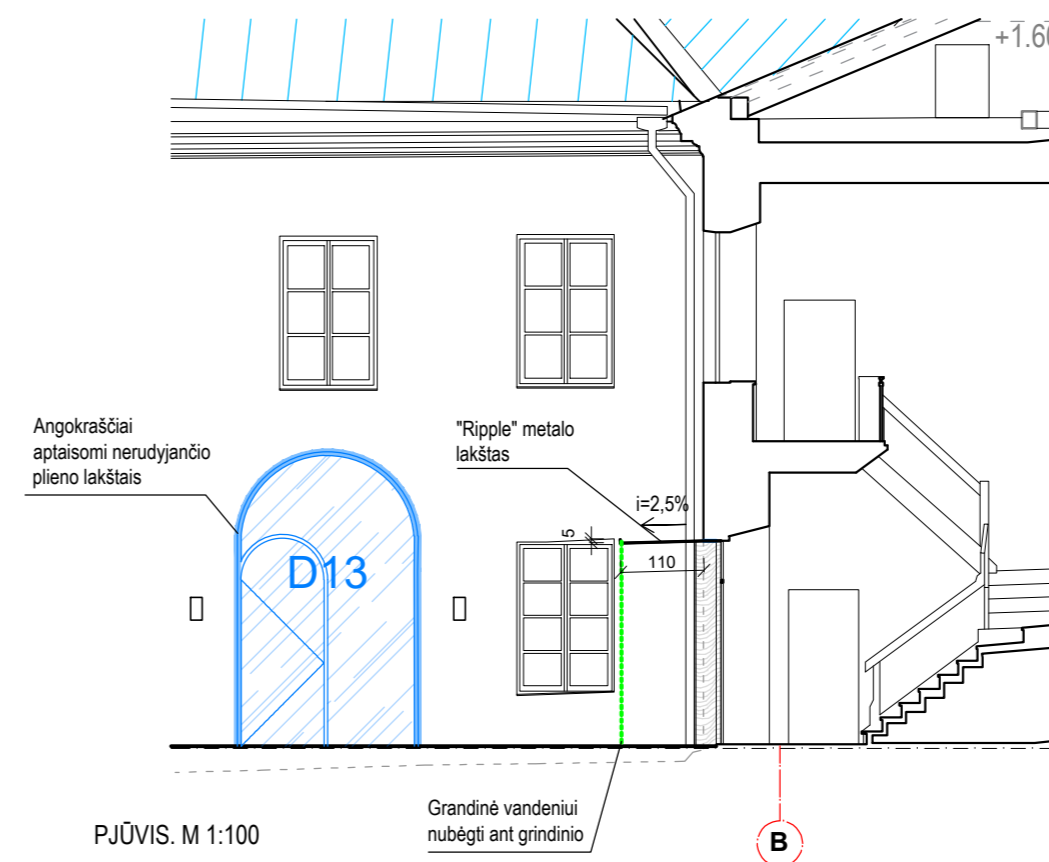 +1.60
Angokraščiai
aptaisomi nerudyjančio
plieno lakštais
"Ripple" metalo
lakštas
i=2,5%
5
110
D13
Grandinė vandeniui
nubėgti ant grindinio
PJŪVIS. M 1:100
B